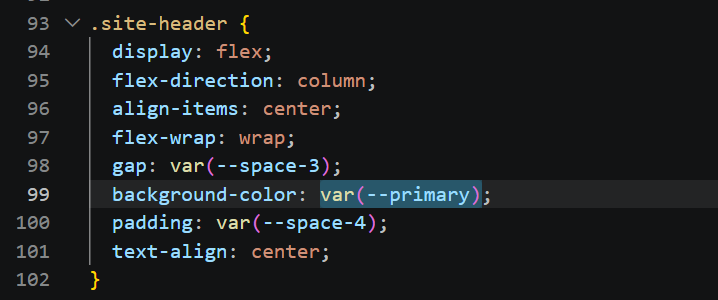 93 .site-header {
94 display: flex;
95 flex-direction: column;
96 align-items: center;
97 flex-wrap: wrap;
98 gap: var(--space-3);
99 background-color: var(--primary);
100 padding: var(--space-4);
101 text-align: center;
102 }